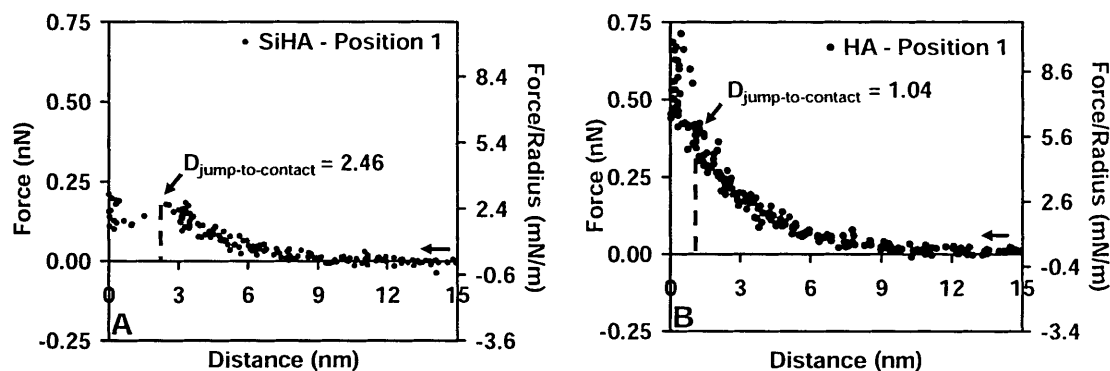 0.75
0.50
0.25
0.00
-0.25
Force (nN)
• SiHA - Position 1
Djump-to-contact = 2.46
8.4
5.4
2.4
-0.6
-3.6
Force/Radius (mN/m)
0 3 6 9 12 15
A
Distance (nm)
0.75
0.50
0.25
0.00
-0.25
Force (nN)
• HA - Position 1
Djump-to-contact = 1.04
8.6
5.6
2.6
-0.4
-3.4
Force/Radius (mN/m)
0 3 6 9 12 15
B
Distance (nm)